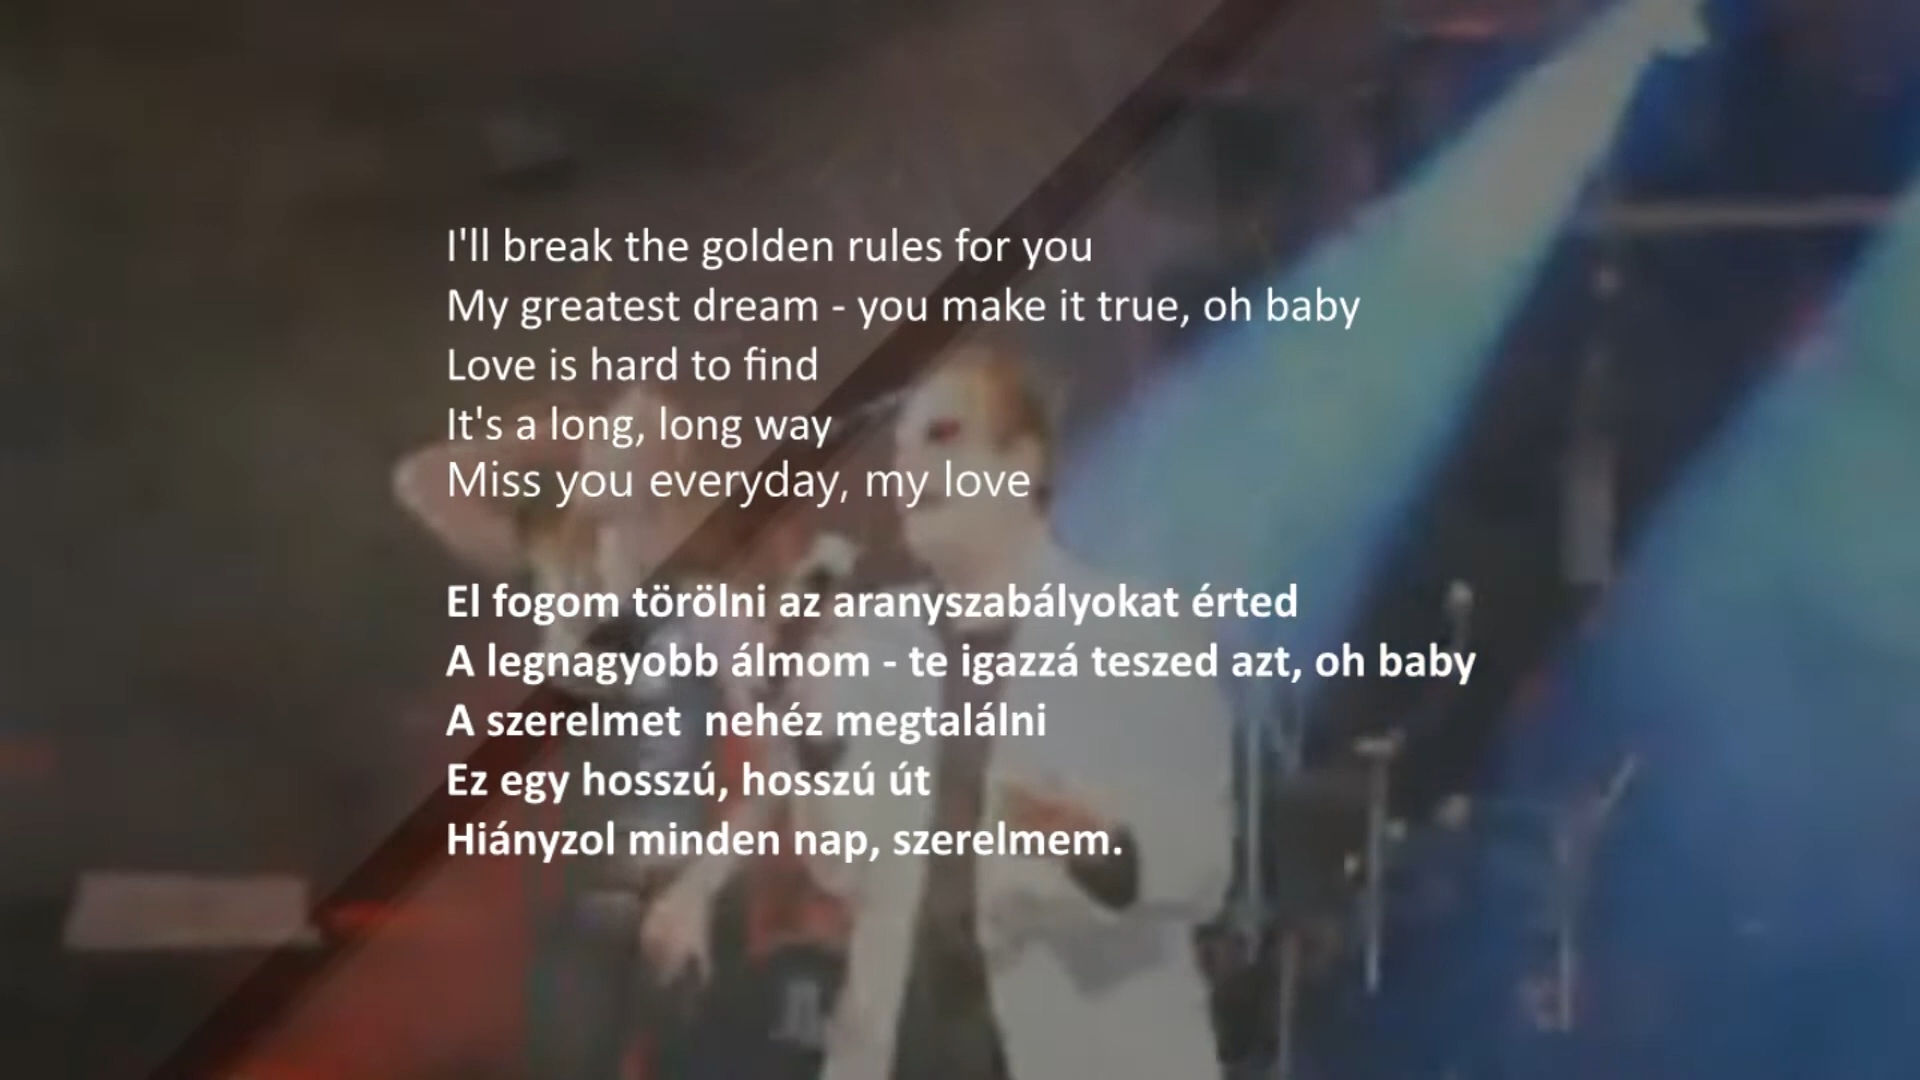 I'll break the golden rules for you
My greatest dream - you make it true, oh baby
Love is hard to find
It's a long, long way
Miss you everyday, my love
El fogom törölni az aranyszabályokat érted
A legnagyobb álmom - te igazzá teszed azt, oh baby
A szerelmet  nehéz megtalálni
Ez egy hosszú, hosszú út
Hiányzol minden nap, szerelmem.